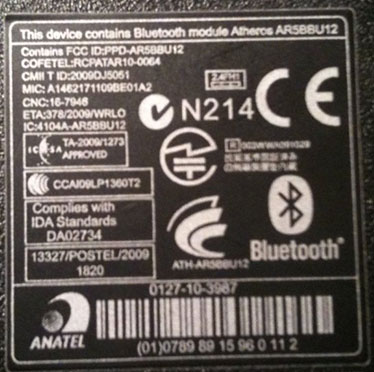 This device contains Bluetooth module Atheros AR5BBU12
Contains FCC ID:PPD-AR5BBU12
COFETEL:RCPATAR10-0064
CMII T ID:2009DJ5051
MIC: A1462171109BE01A2
CNC:16-7946
ETA:378/2009/WRLO
IC:4104A-AR5BBU12
N214
CE
ICASA
TA-2009/1273
APPROVED
CCAI09LP1360T2
Complies with
IDA Standards
DA02734
13327/POSTEL/2009
1820
ATH-AR5BBU12
Bluetooth
0127-10-3987
ANATEL
(01)0789 89 15 96 0 11 2